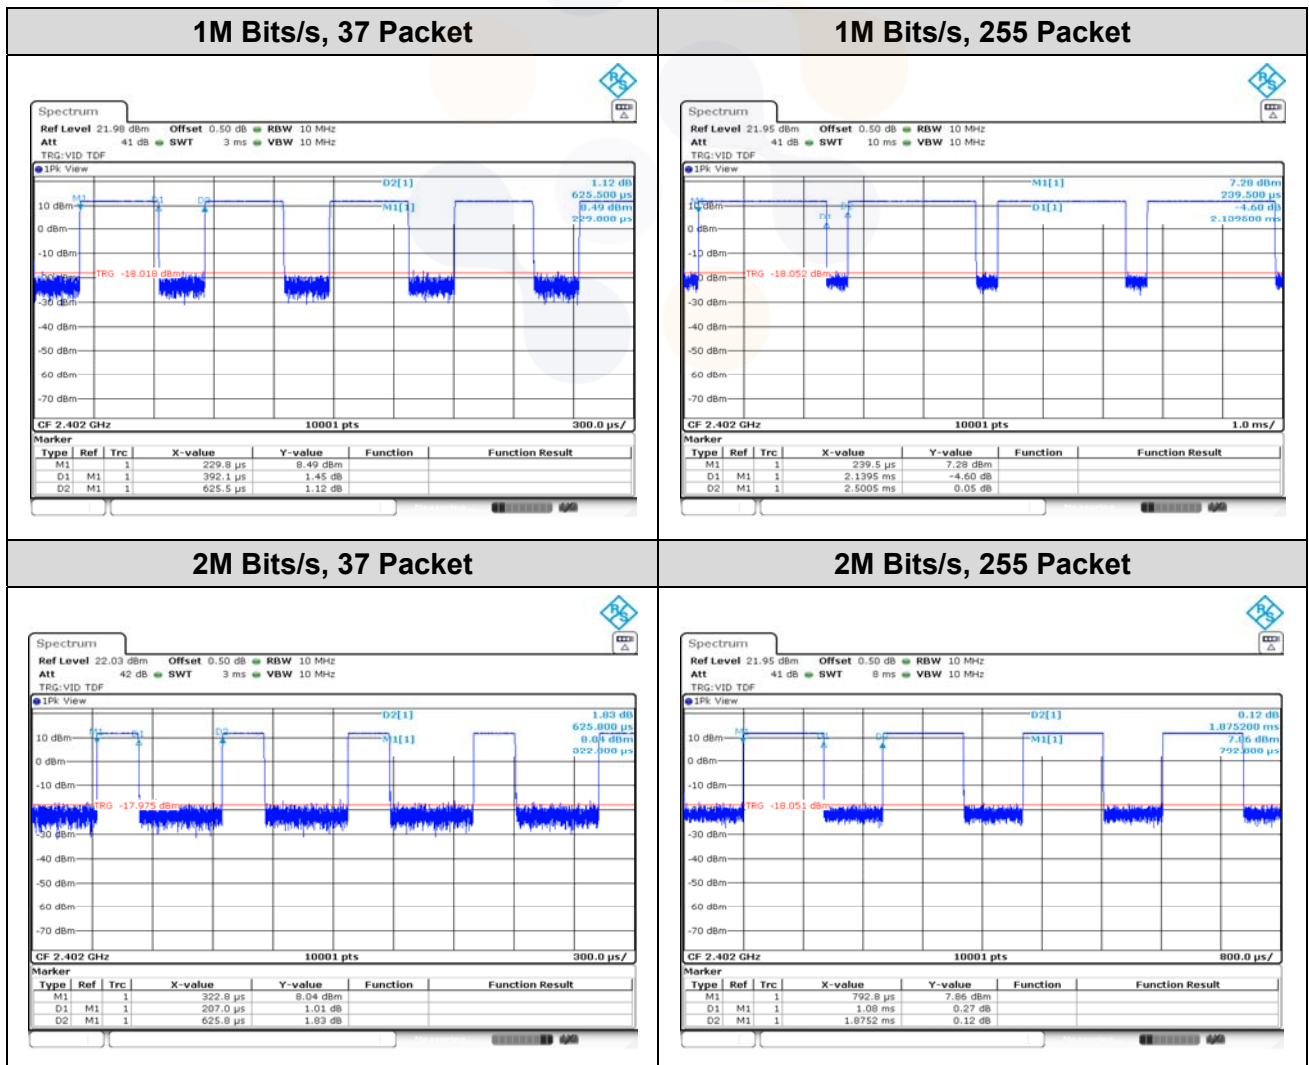 1M Bits/s, 37 Packet
1M Bits/s, 255 Packet
Spectrum
Ref Level 21.98 dBm Offset 0.50 dB RBW 10 MHz
Att 41 dB SWT 3 ms VBW 10 MHz
TRG:VID TDF
1Pk View
D2[1] 1.12 dB
625.500 µs
M1[1] 8.49 dBm
229.800 µs
M1 D1 D2
10 dBm
0 dBm
-10 dBm
TRG -18.018 dBm
-30 dBm
-40 dBm
-50 dBm
-60 dBm
-70 dBm
CF 2.402 GHz 10001 pts 300.0 µs/
Marker
Type Ref Trc X-value Y-value Function Function Result
M1 1 229.8 µs 8.49 dBm
D1 M1 1 392.1 µs 1.45 dB
D2 M1 1 625.5 µs 1.12 dB
Spectrum
Ref Level 21.95 dBm Offset 0.50 dB RBW 10 MHz
Att 41 dB SWT 10 ms VBW 10 MHz
TRG:VID TDF
1Pk View
M1[1] 7.28 dBm
239.500 µs
D1[1] -4.60 dB
2.139500 ms
10 dBm
0 dBm
-10 dBm
TRG -18.052 dBm
-30 dBm
-40 dBm
-50 dBm
-60 dBm
-70 dBm
CF 2.402 GHz 10001 pts 1.0 ms/
Marker
Type Ref Trc X-value Y-value Function Function Result
M1 1 239.5 µs 7.28 dBm
D1 M1 1 2.1395 ms -4.60 dB
D2 M1 1 2.5005 ms 0.05 dB
2M Bits/s, 37 Packet
2M Bits/s, 255 Packet
Spectrum
Ref Level 22.03 dBm Offset 0.50 dB RBW 10 MHz
Att 42 dB SWT 3 ms VBW 10 MHz
TRG:VID TDF
1Pk View
D2[1] 1.83 dB
625.800 µs
M1[1] 8.04 dBm
322.800 µs
M1 D1 D2
10 dBm
0 dBm
-10 dBm
TRG -17.975 dBm
-30 dBm
-40 dBm
-50 dBm
-60 dBm
-70 dBm
CF 2.402 GHz 10001 pts 300.0 µs/
Marker
Type Ref Trc X-value Y-value Function Function Result
M1 1 322.8 µs 8.04 dBm
D1 M1 1 207.0 µs 1.01 dB
D2 M1 1 625.8 µs 1.83 dB
Spectrum
Ref Level 21.95 dBm Offset 0.50 dB RBW 10 MHz
Att 41 dB SWT 8 ms VBW 10 MHz
TRG:VID TDF
1Pk View
D2[1] 0.12 dB
1.875200 ms
M1[1] 7.86 dBm
792.800 µs
10 dBm
0 dBm
-10 dBm
TRG -18.051 dBm
-30 dBm
-40 dBm
-50 dBm
-60 dBm
-70 dBm
CF 2.402 GHz 10001 pts 800.0 µs/
Marker
Type Ref Trc X-value Y-value Function Function Result
M1 1 792.8 µs 7.86 dBm
D1 M1 1 1.08 ms 0.27 dB
D2 M1 1 1.8752 ms 0.12 dB